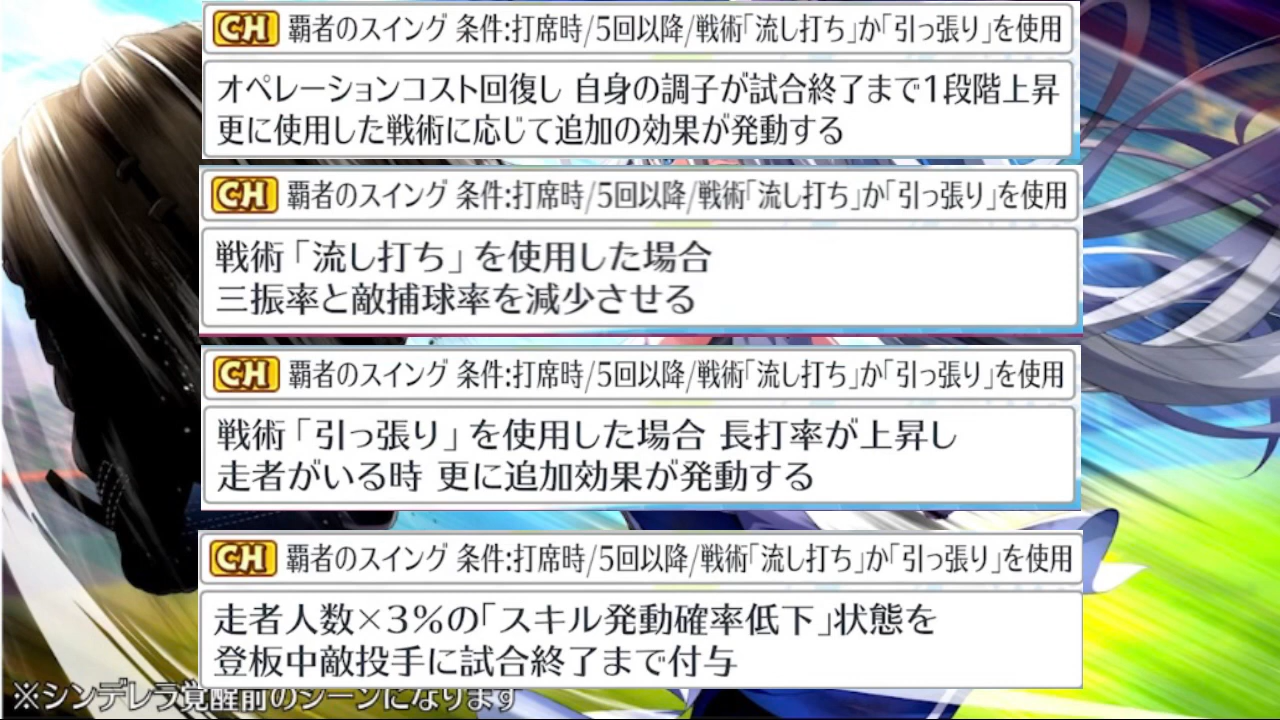 CH 覇者のスイング 条件:打席時/5回以降/戦術「流し打ち」か「引っ張り」を使用
オペレーションコスト回復し 自身の調子が試合終了まで1段階上昇
更に使用した戦術に応じて追加の効果が発動する
CH 覇者のスイング 条件:打席時/5回以降/戦術「流し打ち」か「引っ張り」を使用
戦術「流し打ち」を使用した場合
三振率と敵捕球率を減少させる
CH 覇者のスイング 条件:打席時/5回以降/戦術「流し打ち」か「引っ張り」を使用
戦術「引っ張り」を使用した場合 長打率が上昇し
走者がいる時 更に追加効果が発動する
CH 覇者のスイング 条件:打席時/5回以降/戦術「流し打ち」か「引っ張り」を使用
走者人数×3%の「スキル発動確率低下」状態を
登板中敵投手に試合終了まで付与
※シンデレラ覚醒前のシーンになります